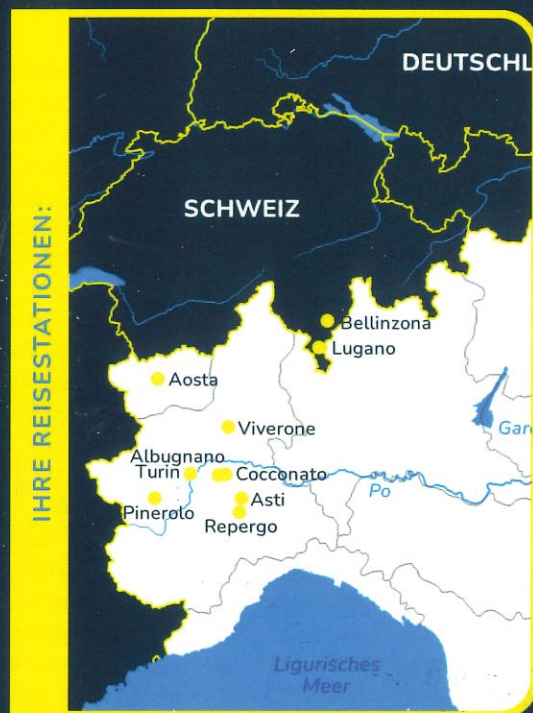 IHRE REISESTATIONEN:
DEUTSCHL
SCHWEIZ
Bellinzona
Lugano
Aosta
Viverone
Albugnano
Turin
Cocconato
Gar
Po
Pinerolo
Asti
Repergo
Ligurisches
Meer